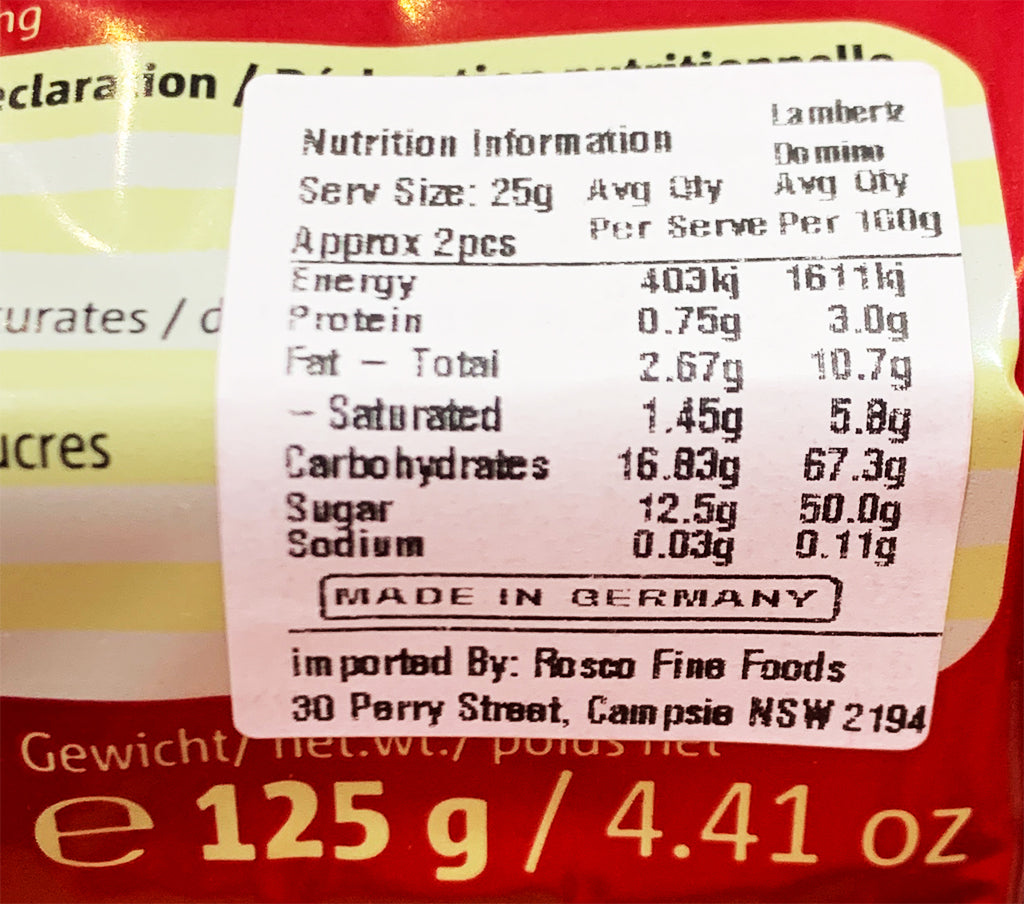 ng
eclaration /
Lambertz
Nutrition Information
Domino
Serv Size: 25g Avg Qty Avg Qty
Approx 2pcs Per Serve Per 100g
Energy 403kj 1611kj
Protein 0.75g 3.0g
urates / d
Fat - Total 2.67g 10.7g
- Saturated 1.45g 5.8g
ucres
Carbohydrates 16.83g 67.3g
Sugar 12.5g 50.0g
Sodium 0.03g 0.11g
MADE IN GERMANY
imported By: Rosco Fine Foods
30 Perry Street, Campsie NSW 2194
Gewicht/ net.wt./ poids net
e 125 g / 4.41 oz